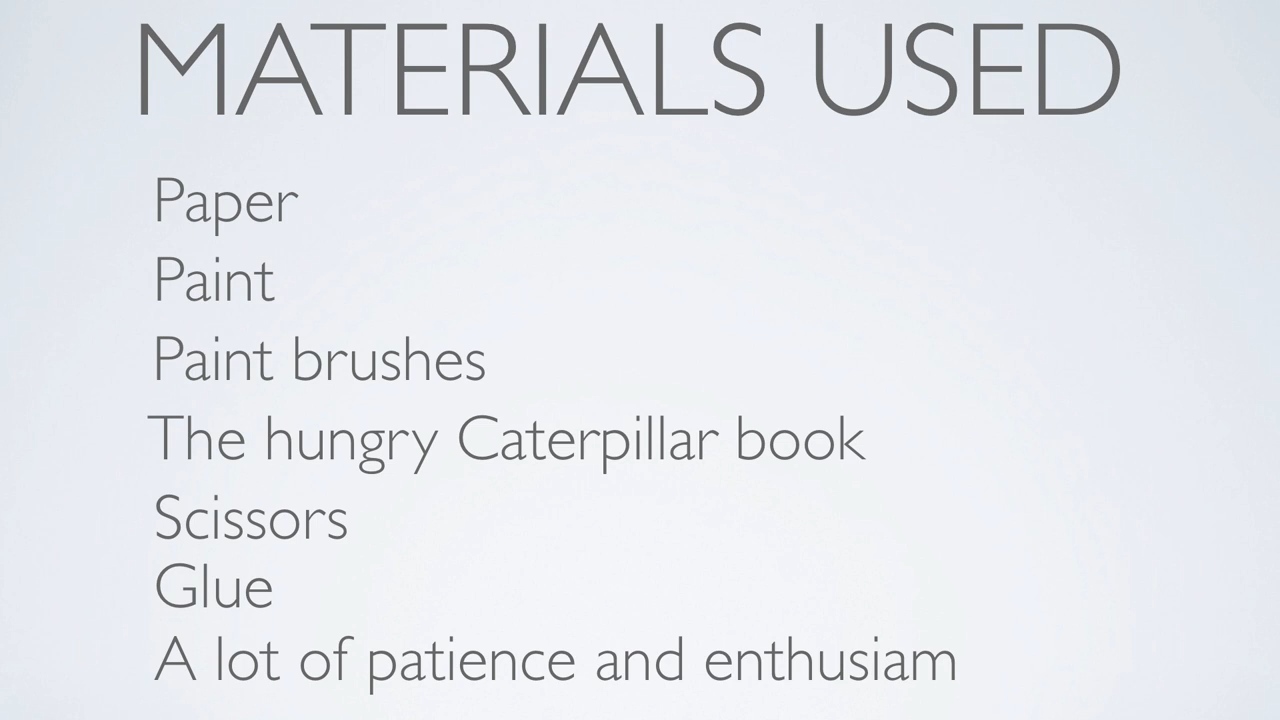 MATERIALS USED
Paper
Paint
Paint brushes
The hungry Caterpillar book
Scissors
Glue
A lot of patience and enthusiam